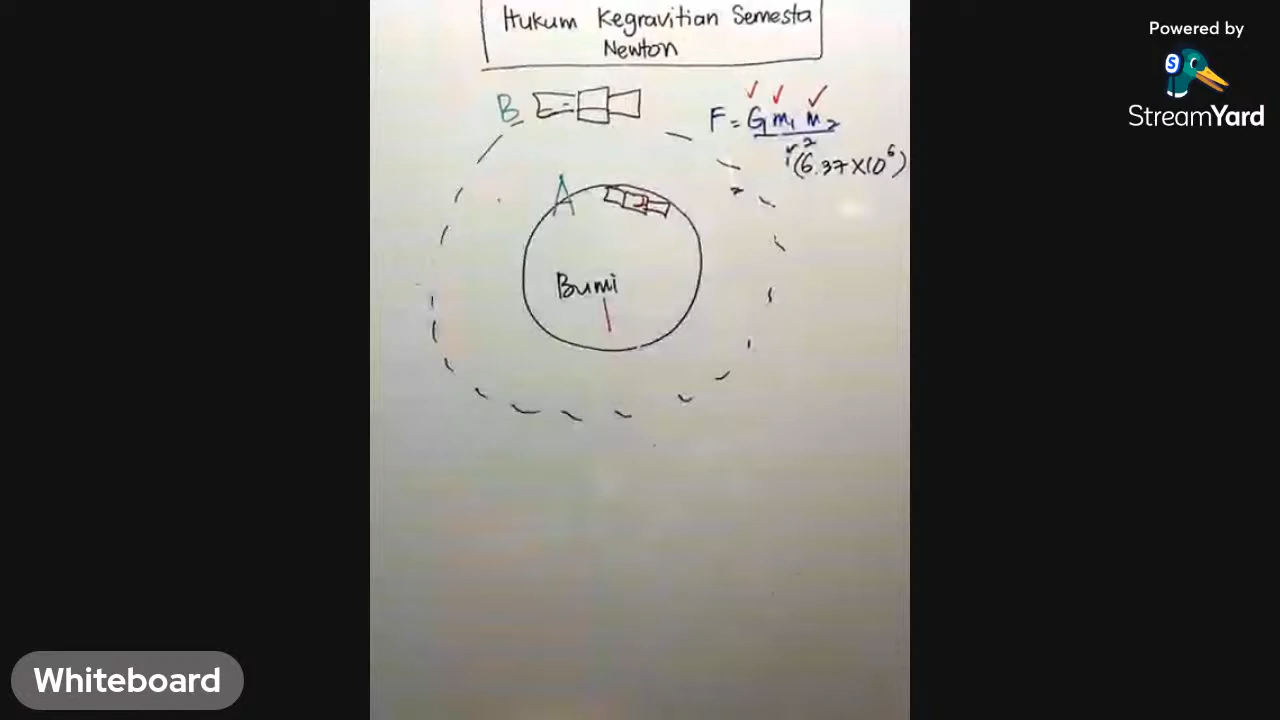 Hukum Kegravitian Semesta
Newton
B
F = G m₁ m₂
r²
(6.37 × 10⁶)
A
Bumi
Powered by
S
StreamYard
Whiteboard